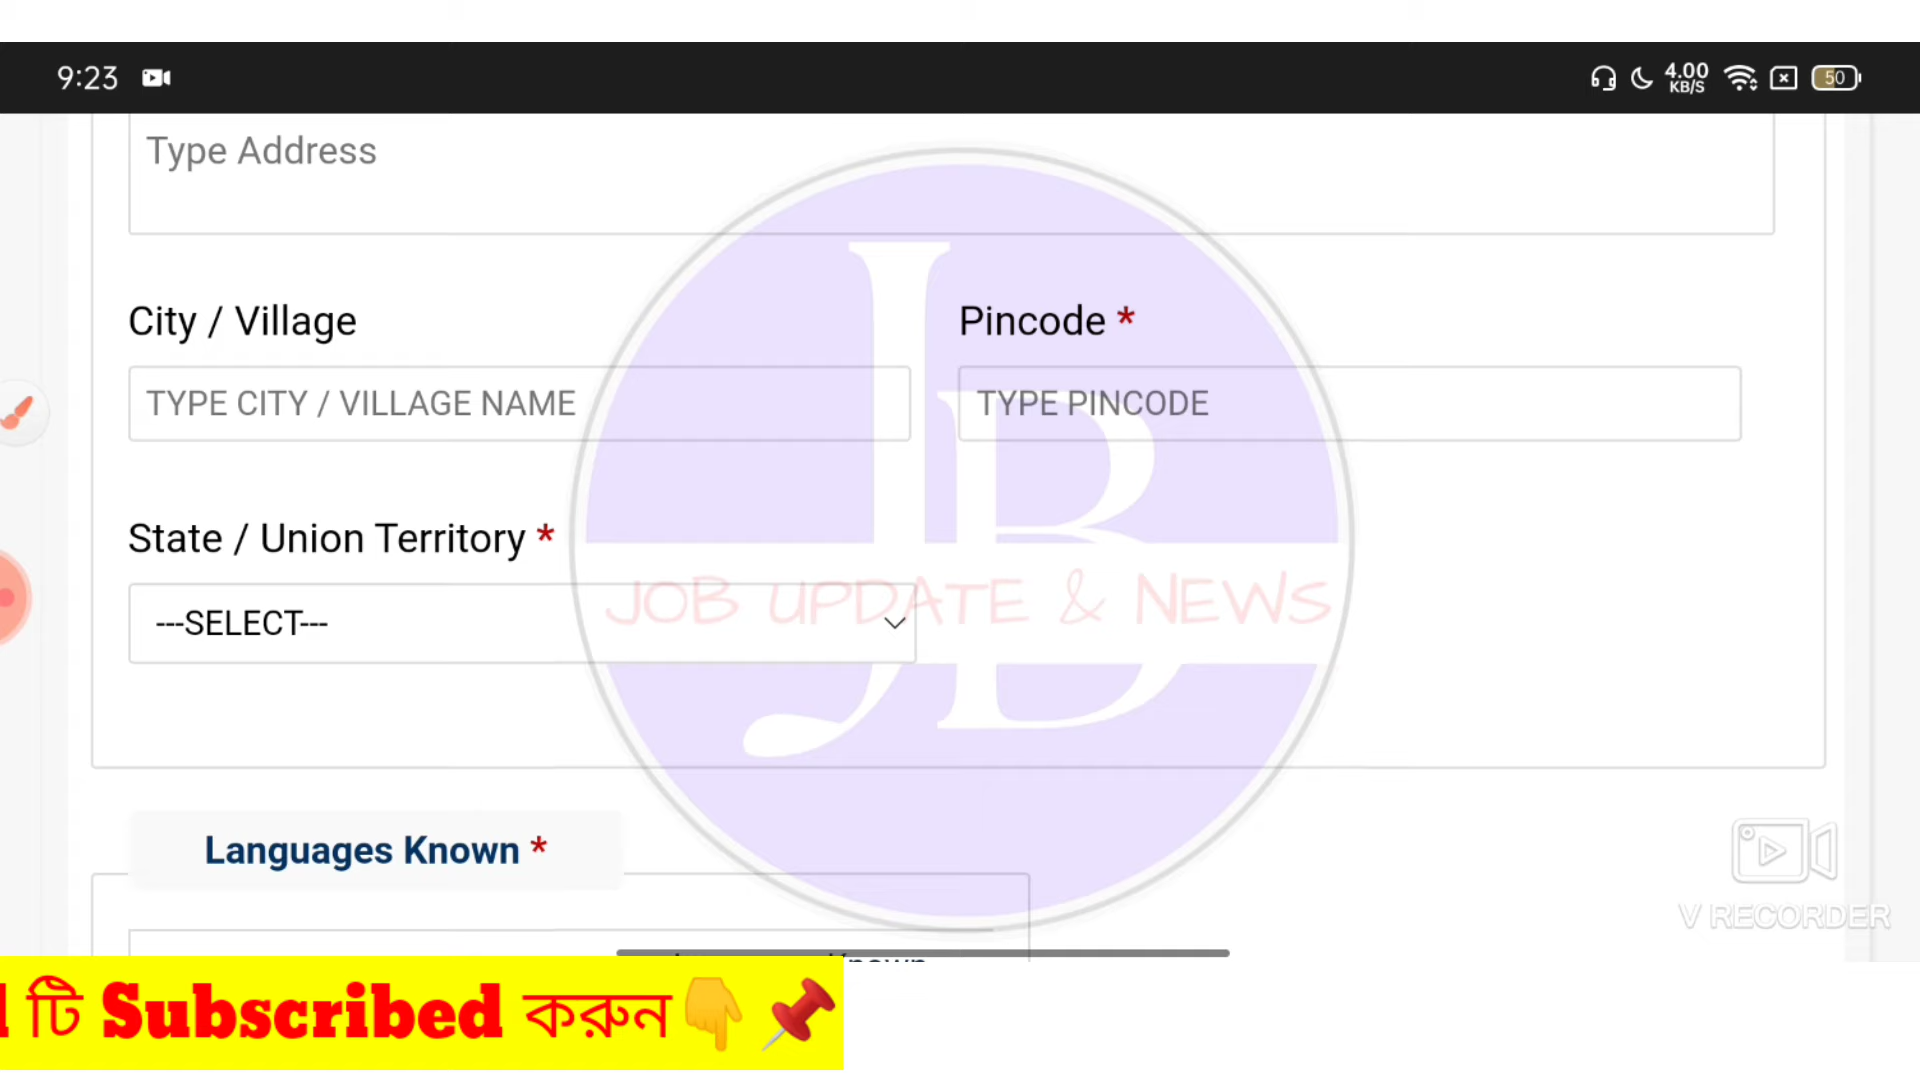 9:23 4.00 KB/S 50
Type Address
City / Village Pincode *
TYPE CITY / VILLAGE NAME TYPE PINCODE
State / Union Territory *
---SELECT---
JB
JOB UPDATE & NEWS
Languages Known *
V RECORDER
টি Subscribed করুন👇📌